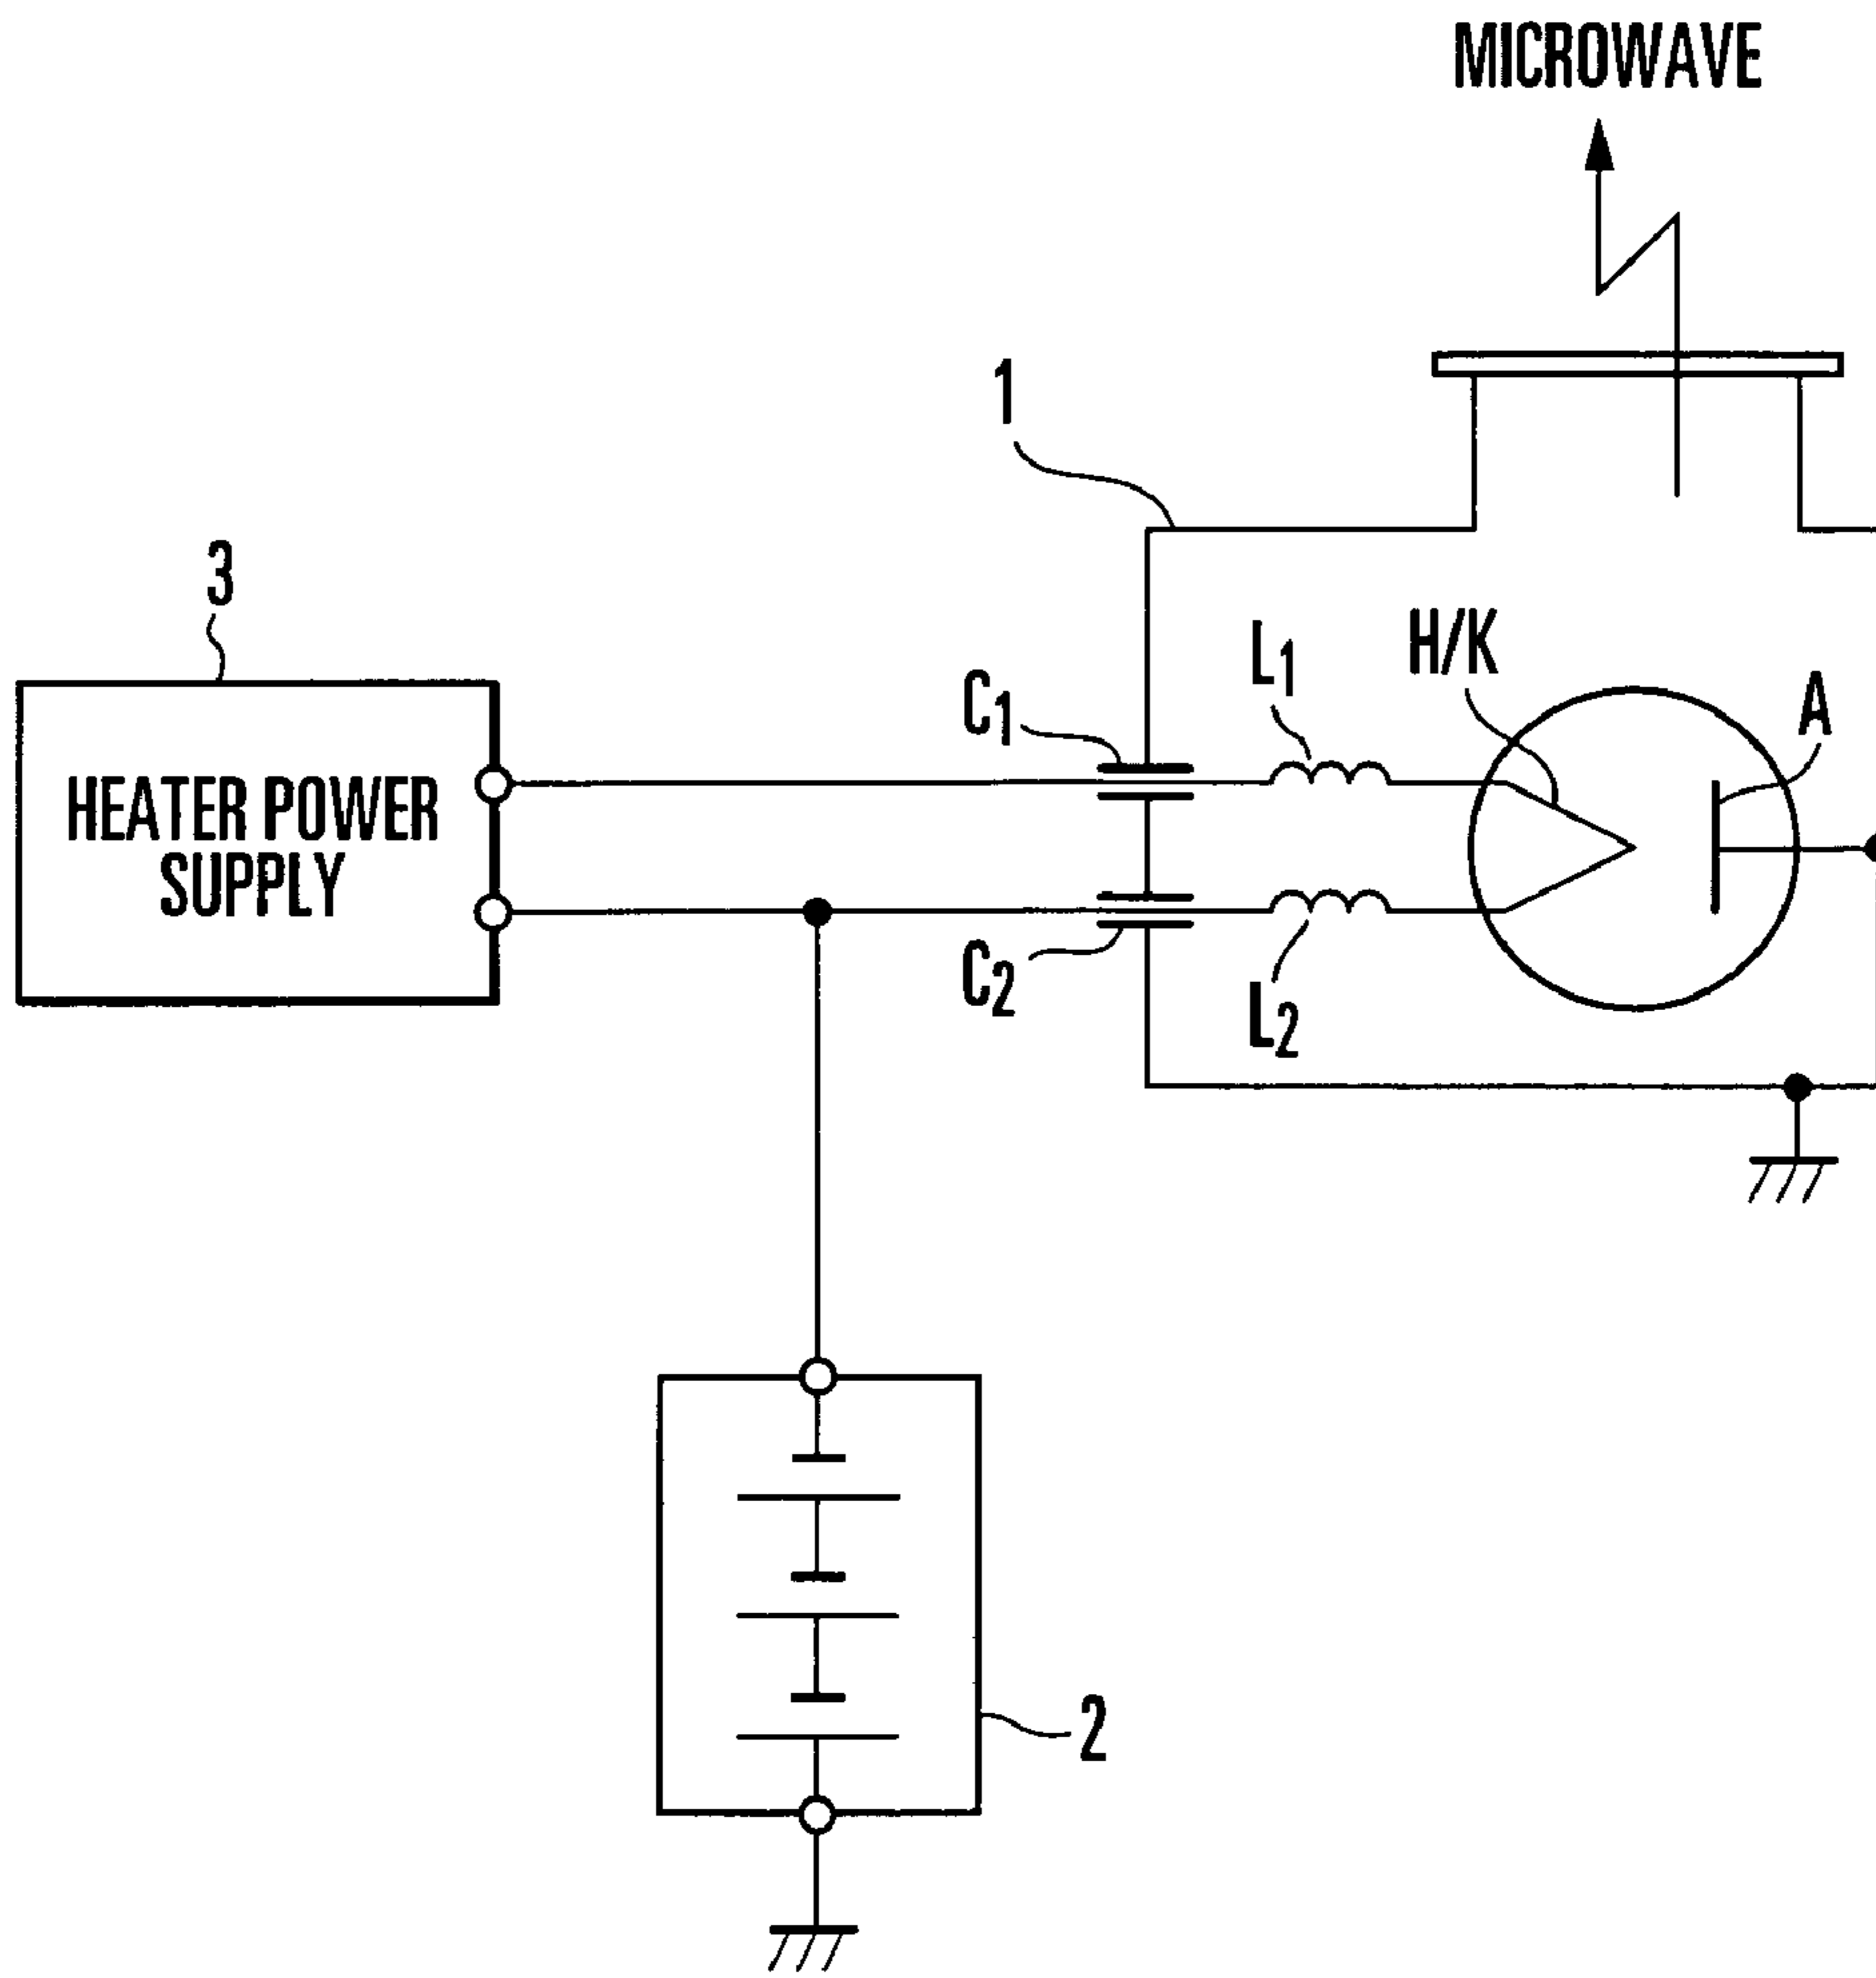 MICROWAVE
1
3
L1
H/K
C1
A
HEATER POWER
SUPPLY
C2
L2
2